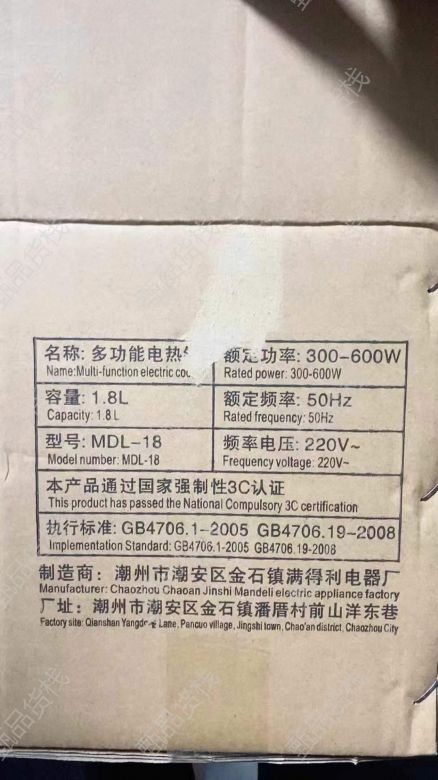 名称: 多功能电热
Name:Multi-function electric
额定功率: 300-600W
Rated power: 300-600W
容量: 1.8L
Capacity: 1.8L
额定频率: 50Hz
Rated frequency: 50Hz
型号: MDL-18
Model number: MDL-18
频率电压: 220V~
Frequency voltage: 220V~
本产品通过国家强制性3C认证
This product has passed the National Compulsory 3C certification
执行标准: GB4706.1-2005 GB4706.19-2008
Implementation Standard: GB4706.1-2005 GB4706.19-2008
制造商: 潮州市潮安区金石镇满得利电器厂
Manufacturer: Chaozhou Chaoan Jinshi Mandeli electric appliance factory
厂址: 潮州市潮安区金石镇潘厝村前山洋东巷
Factory site: Qianshan Lane, Pancuo village, Jingshi town, Chao'an district, Chaozhou City